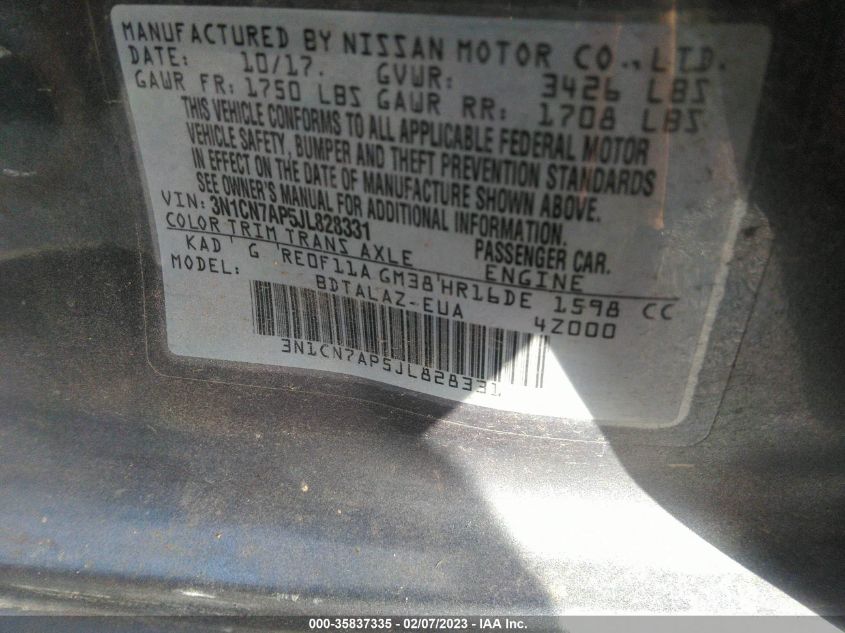 MANUFACTURED BY NISSAN MOTOR CO., LTD.
DATE: 10/17. GVWR: 3426 LBS
GAWR FR: 1750 LBS GAWR RR: 1708 LBS
THIS VEHICLE CONFORMS TO ALL APPLICABLE FEDERAL MOTOR
VEHICLE SAFETY, BUMPER AND THEFT PREVENTION STANDARDS
IN EFFECT ON THE DATE OF MANUFACTURE SHOWN ABOVE.
SEE OWNER'S MANUAL FOR ADDITIONAL INFORMATION.
VIN: 3N1CN7AP5JL828331 PASSENGER CAR.
COLOR TRIM TRANS AXLE ENGINE
KAD ' G ' RE0F11A GM38 ' HR16DE 1598 CC
MODEL: BDTALAZ-EUA 4Z000
3N1CN7AP5JL828331
000-35837335 - 02/07/2023 - IAA Inc.